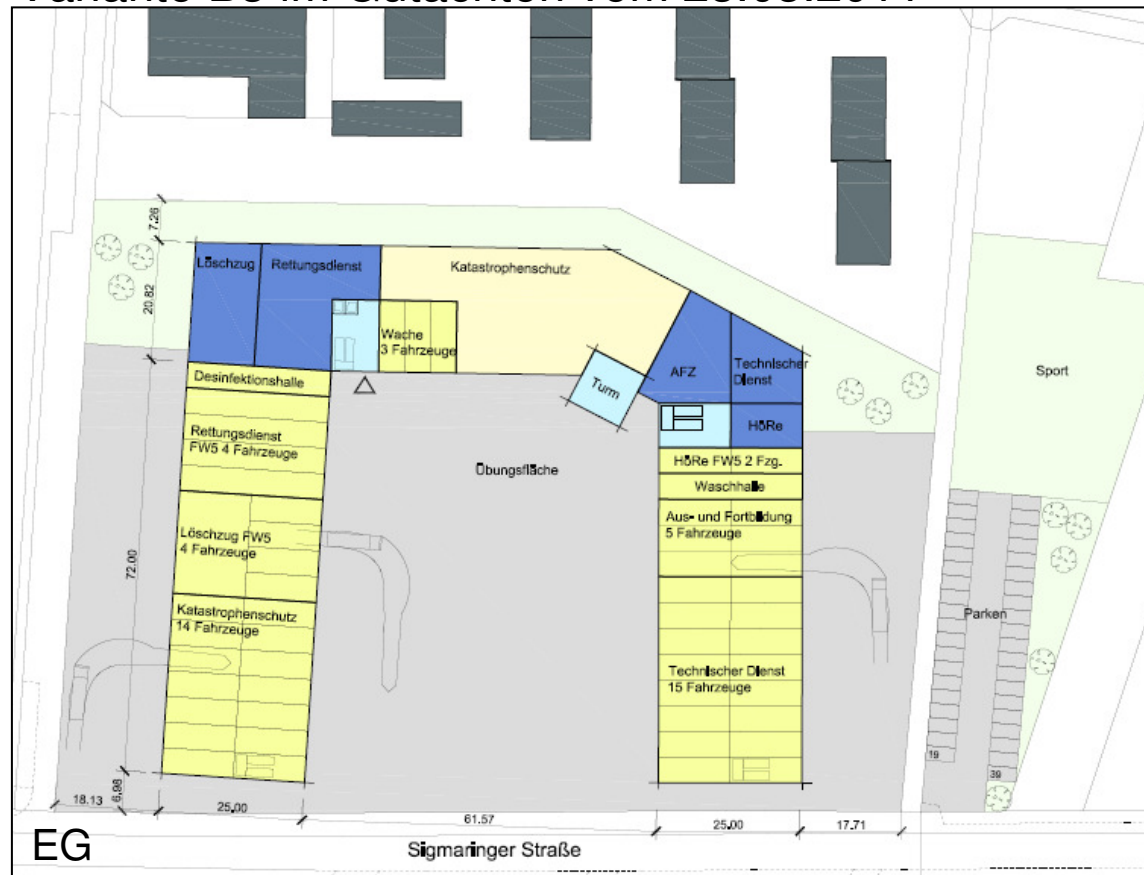 7.26
Löschzug
Rettungsdienst
Katastrophenschutz
20.82
Wache
3 Fahrzeuge
AFZ
Technischer
Dienst
Sport
Desinfektionshalle
Turm
HöRe
Rettungsdienst
FW5 4 Fahrzeuge
Übungsfläche
HöRe FW5 2 Fzg.
Waschhalle
Aus- und Fortbildung
5 Fahrzeuge
Löschzug FW5
4 Fahrzeuge
72.00
Katastrophenschutz
14 Fahrzeuge
Parken
Technischer Dienst
15 Fahrzeuge
19
39
6.98
18.13
25.00
61.57
25.00
17.71
EG
Sigmaringer Straße